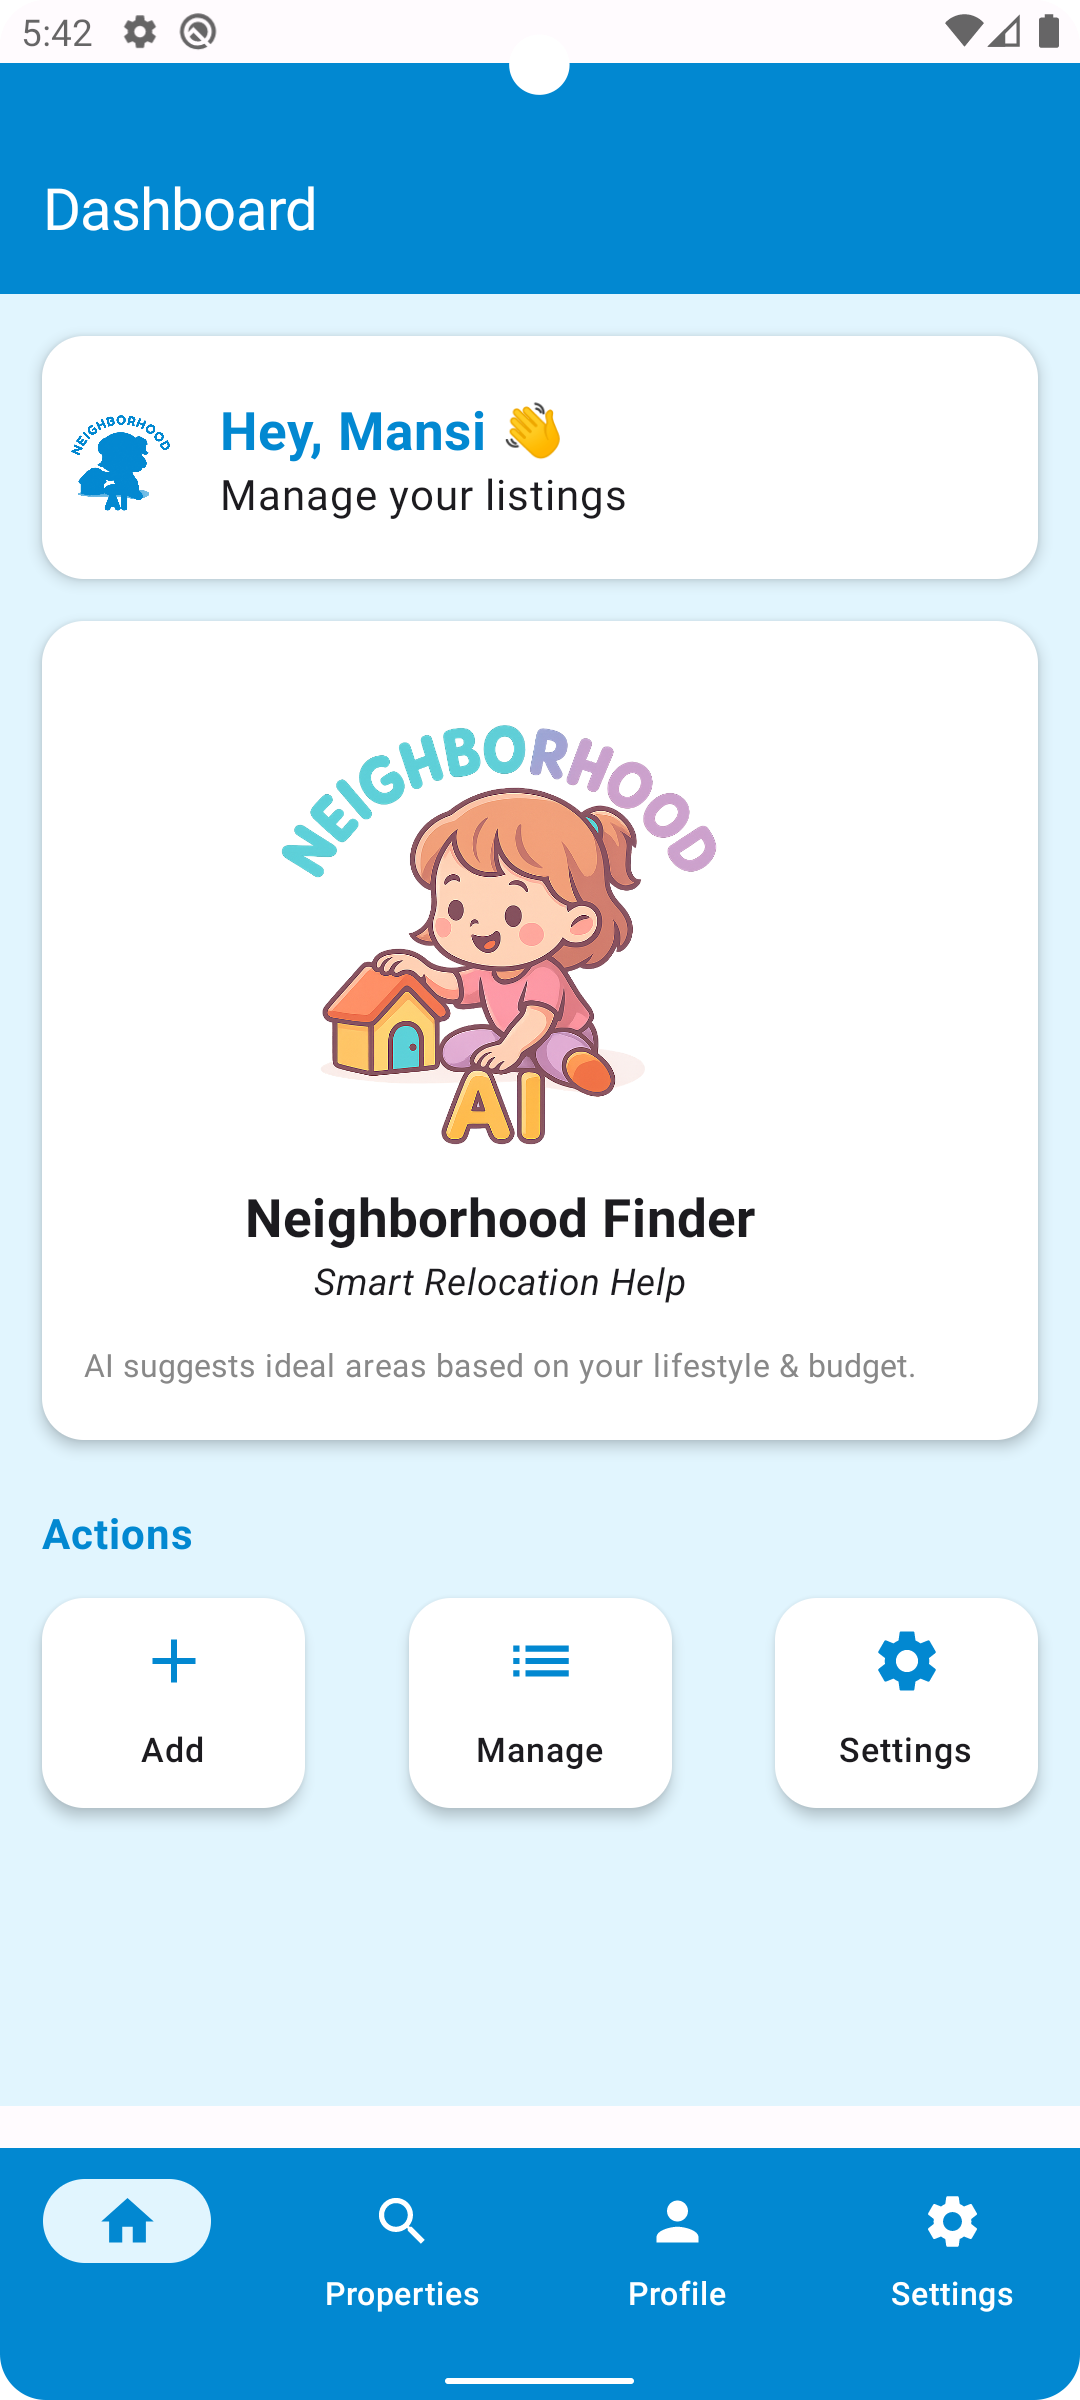 5:42
Dashboard
NEIGHBORHOOD
AI
Hey, Mansi 👋
Manage your listings
NEIGHBORHOOD
AI
Neighborhood Finder
Smart Relocation Help
AI suggests ideal areas based on your lifestyle & budget.
Actions
Add
Manage
Settings
Properties
Profile
Settings